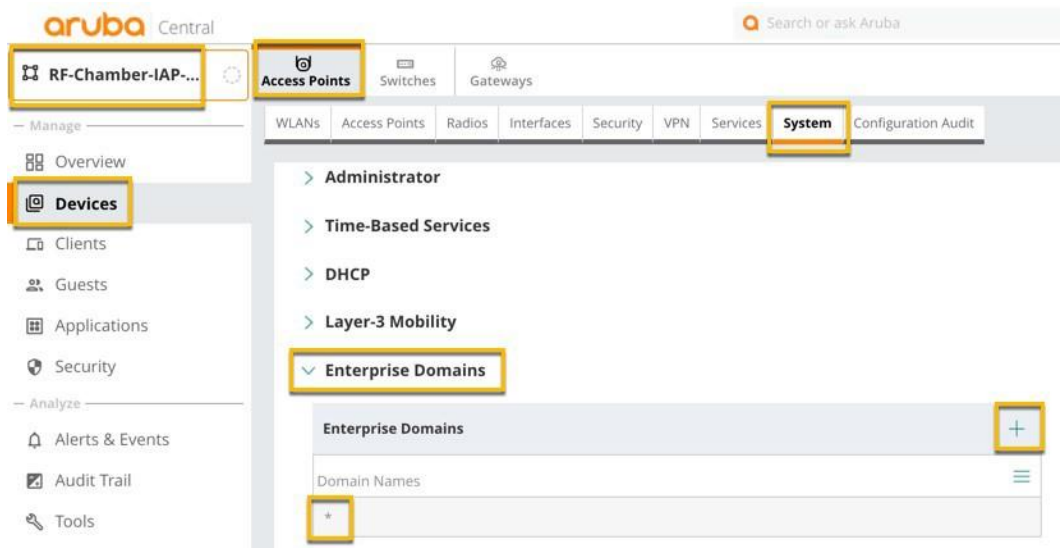 aruba Central
Search or ask Aruba
RF-Chamber-IAP-...
Access Points
Switches
Gateways
Manage
WLANs Access Points Radios Interfaces Security VPN Services System Configuration Audit
Overview
Devices
Clients
Guests
Applications
Security
Analyze
Alerts & Events
Audit Trail
Tools
Administrator
Time-Based Services
DHCP
Layer-3 Mobility
Enterprise Domains
Enterprise Domains
+
Domain Names
*